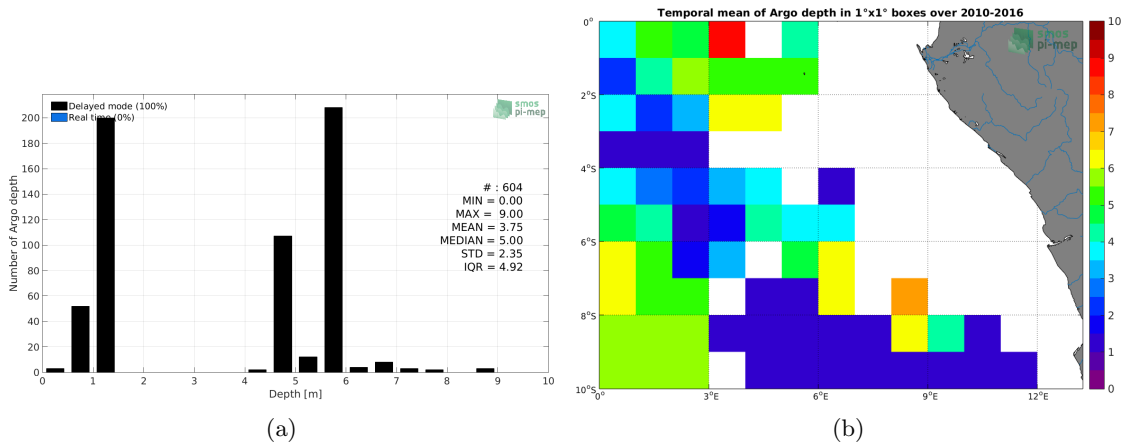 Delayed mode (100%)
Real time (0%)
smos
pi-mep
Number of Argo depth
200
180
160
140
120
100
80
60
40
20
0
# : 604
MIN = 0.00
MAX = 9.00
MEAN = 3.75
MEDIAN = 5.00
STD = 2.35
IQR = 4.92
0 1 2 3 4 5 6 7 8 9 10
Depth [m]
(a)
Temporal mean of Argo depth in 1°x1° boxes over 2010-2016
smos
pi-mep
0°
2°S
4°S
6°S
8°S
10°S
0° 3°E 6°E 9°E 12°E
10
9
8
7
6
5
4
3
2
1
0
(b)